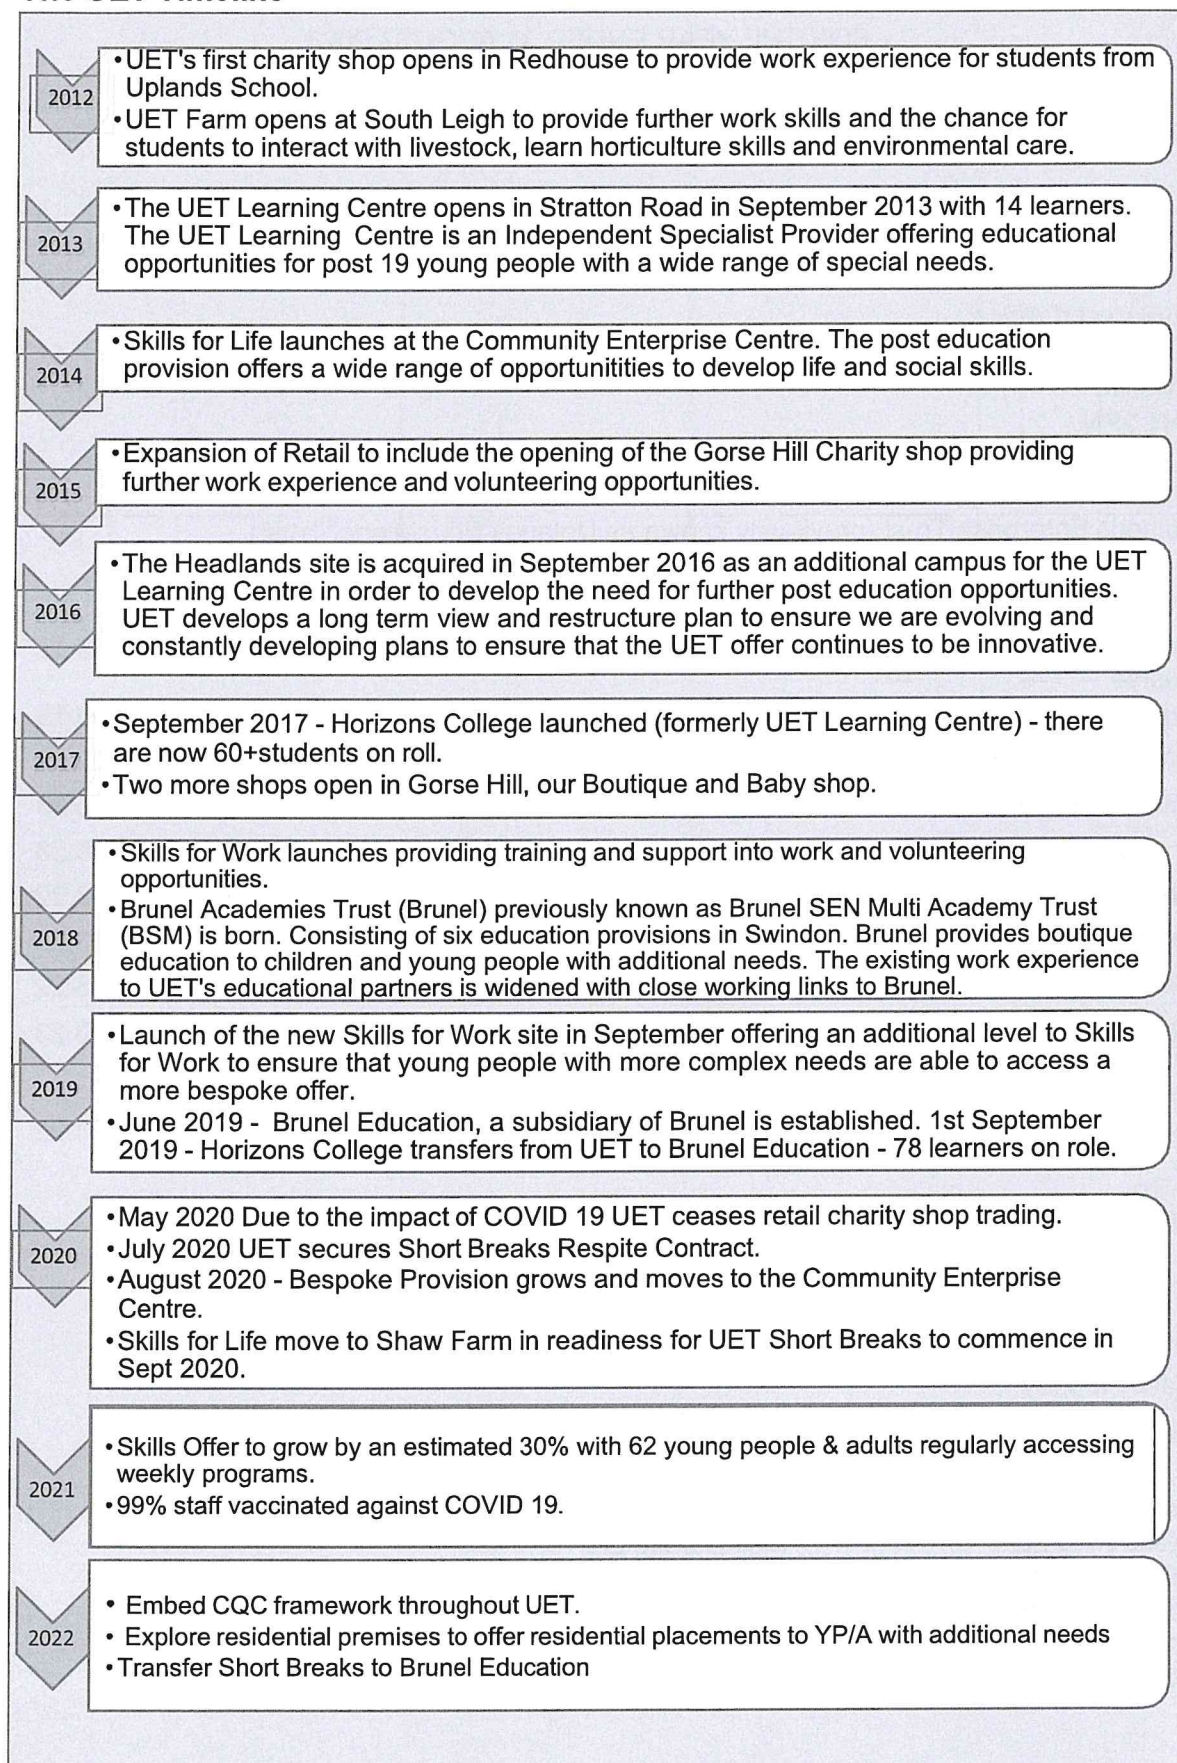 2012
•UET's first charity shop opens in Redhouse to provide work experience for students from
Uplands School.
•UET Farm opens at South Leigh to provide further work skills and the chance for
students to interact with livestock, learn horticulture skills and environmental care.
2013
•The UET Learning Centre opens in Stratton Road in September 2013 with 14 learners.
The UET Learning Centre is an Independent Specialist Provider offering educational
opportunities for post 19 young people with a wide range of special needs.
2014
•Skills for Life launches at the Community Enterprise Centre. The post education
provision offers a wide range of opportunitities to develop life and social skills.
2015
•Expansion of Retail to include the opening of the Gorse Hill Charity shop providing
further work experience and volunteering opportunities.
2016
•The Headlands site is acquired in September 2016 as an additional campus for the UET
Learning Centre in order to develop the need for further post education opportunities.
UET develops a long term view and restructure plan to ensure we are evolving and
constantly developing plans to ensure that the UET offer continues to be innovative.
2017
•September 2017 - Horizons College launched (formerly UET Learning Centre) - there
are now 60+students on roll.
•Two more shops open in Gorse Hill, our Boutique and Baby shop.
2018
•Skills for Work launches providing training and support into work and volunteering
opportunities.
•Brunel Academies Trust (Brunel) previously known as Brunel SEN Multi Academy Trust
(BSM) is born. Consisting of six education provisions in Swindon. Brunel provides boutique
education to children and young people with additional needs. The existing work experience
to UET's educational partners is widened with close working links to Brunel.
2019
•Launch of the new Skills for Work site in September offering an additional level to Skills
for Work to ensure that young people with more complex needs are able to access a
more bespoke offer.
•June 2019 - Brunel Education, a subsidiary of Brunel is established. 1st September
2019 - Horizons College transfers from UET to Brunel Education - 78 learners on role.
2020
•May 2020 Due to the impact of COVID 19 UET ceases retail charity shop trading.
•July 2020 UET secures Short Breaks Respite Contract.
•August 2020 - Bespoke Provision grows and moves to the Community Enterprise
Centre.
•Skills for Life move to Shaw Farm in readiness for UET Short Breaks to commence in
Sept 2020.
2021
•Skills Offer to grow by an estimated 30% with 62 young people & adults regularly accessing
weekly programs.
•99% staff vaccinated against COVID 19.
2022
• Embed CQC framework throughout UET.
• Explore residential premises to offer residential placements to YP/A with additional needs
•Transfer Short Breaks to Brunel Education